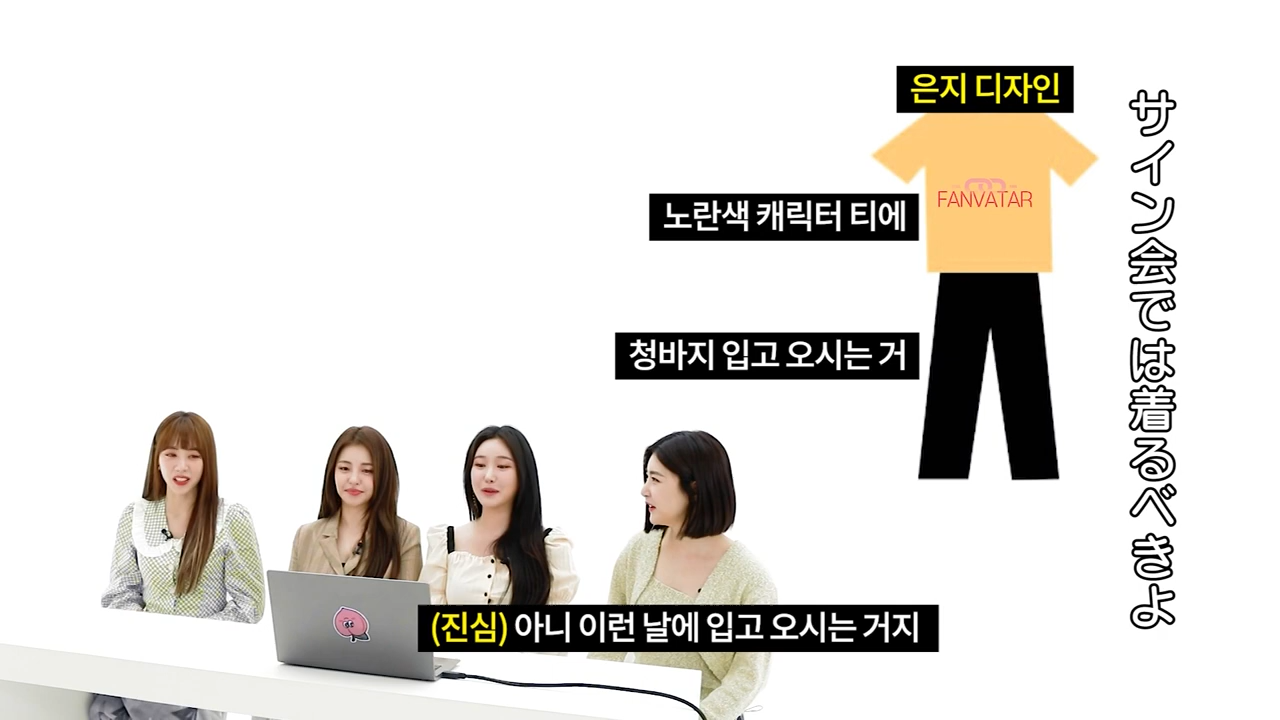 은지 디자인
FANVATAR
노란색 캐릭터 티에
청바지 입고 오시는 거
サイン会では着るべきよ
(진심) 아니 이런 날에 입고 오시는 거지